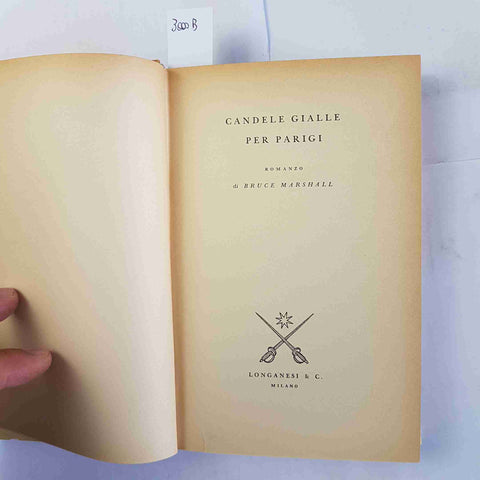 3000 B
CANDELE GIALLE
PER PARIGI
ROMANZO
di BRUCE MARSHALL
LONGANESI & C.
MILANO